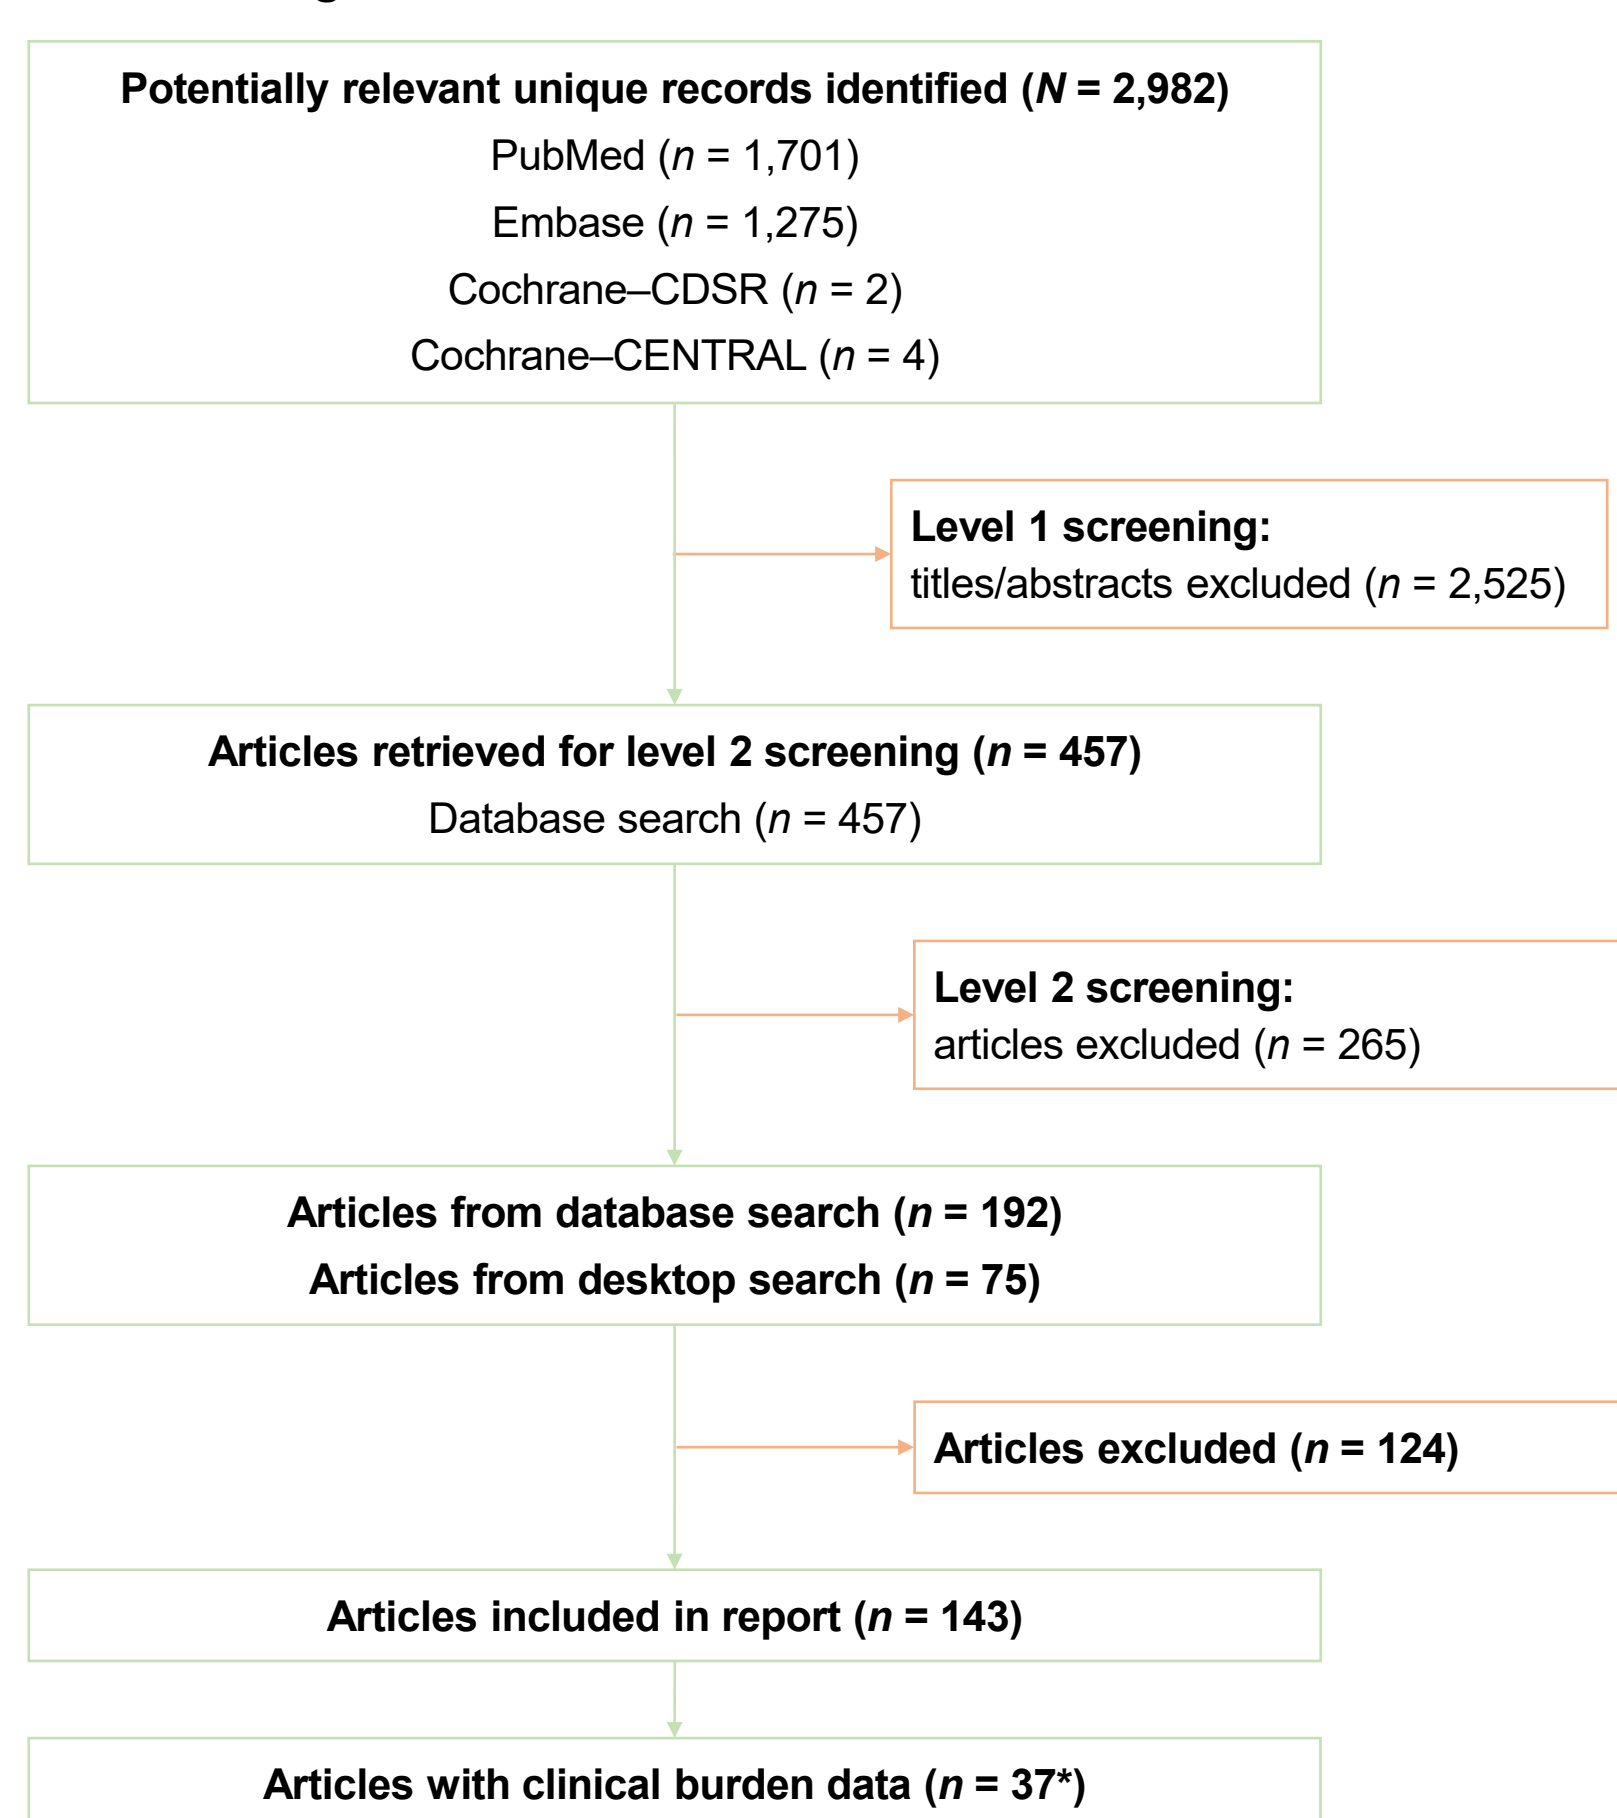 Potentially relevant unique records identified (N = 2,982)
PubMed (n = 1,701)
Embase (n = 1,275)
Cochrane–CDSR (n = 2)
Cochrane–CENTRAL (n = 4)
Level 1 screening:
titles/abstracts excluded (n = 2,525)
Articles retrieved for level 2 screening (n = 457)
Database search (n = 457)
Level 2 screening:
articles excluded (n = 265)
Articles from database search (n = 192)
Articles from desktop search (n = 75)
Articles excluded (n = 124)
Articles included in report (n = 143)
Articles with clinical burden data (n = 37*)